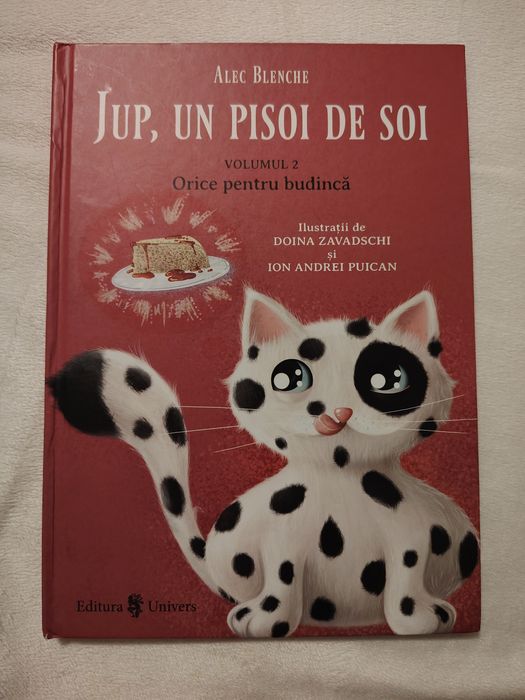 ALEC BLENCHE
JUP, UN PISOI DE SOI
VOLUMUL 2
Orice pentru budincă
Ilustrații de
DOINA ZAVADSCHI
și
ION ANDREI PUICAN
Editura Univers